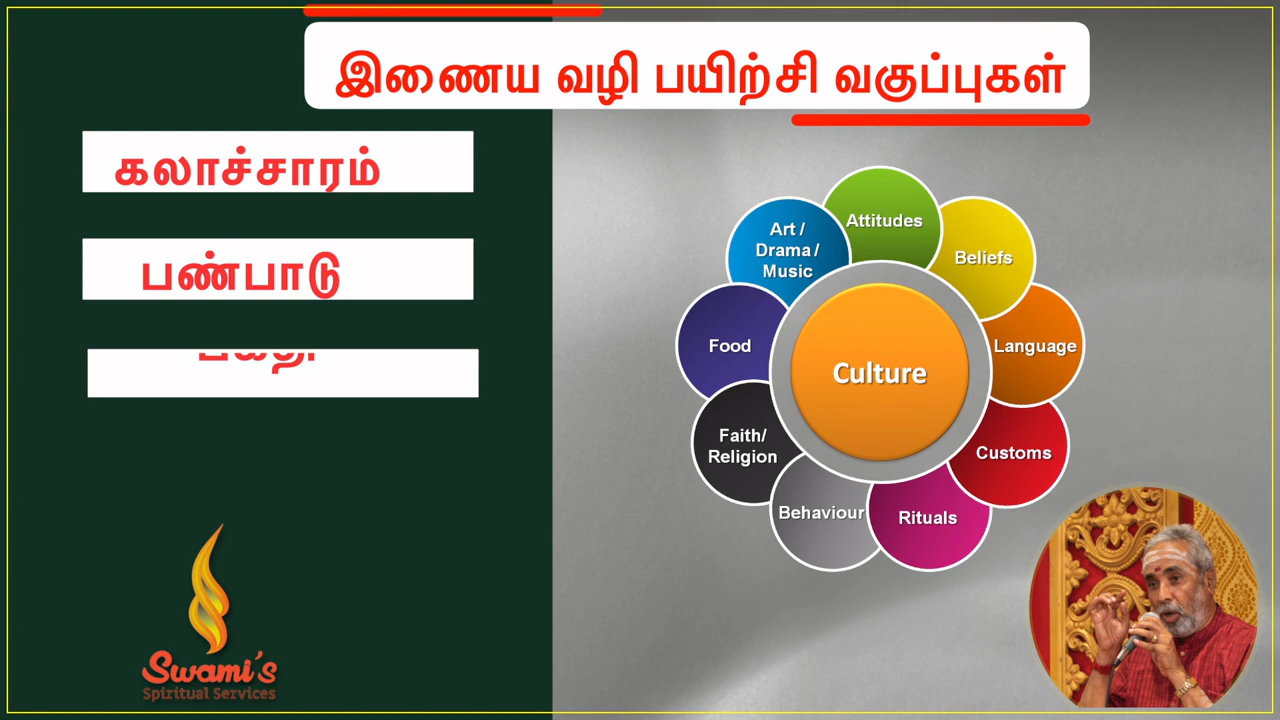 இணைய வழி பயிற்சி வகுப்புகள்
கலாச்சாரம்
பண்பாடு
Attitudes
Beliefs
Language
Customs
Rituals
Behaviour
Faith/
Religion
Food
Art /
Drama /
Music
Culture
Swami's
Spiritual Services